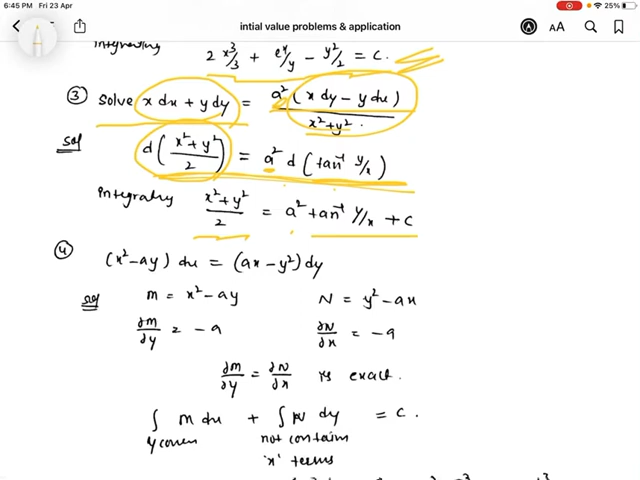 6:45 PM Fri 23 Apr
25%
intial value problems & application
AA
Integrating 2 x³/3 + eˣ/y - y²/2 = c.
③ Solve x dx + y dy = a² (x dy - y dx) / x²+y².
Sol d(x²+y² / 2) = a² d(tan⁻¹ y/x)
Integrating x²+y² / 2 = a² tan⁻¹ y/x + c
④ (x²-ay) dx = (ax-y²) dy
Sol M = x²-ay N = y²-ax
∂M/∂y = -a ∂N/∂x = -a
∂M/∂y = ∂N/∂x is exact.
∫ M dx + ∫ N dy = c.
y conn not contain
'x' terms